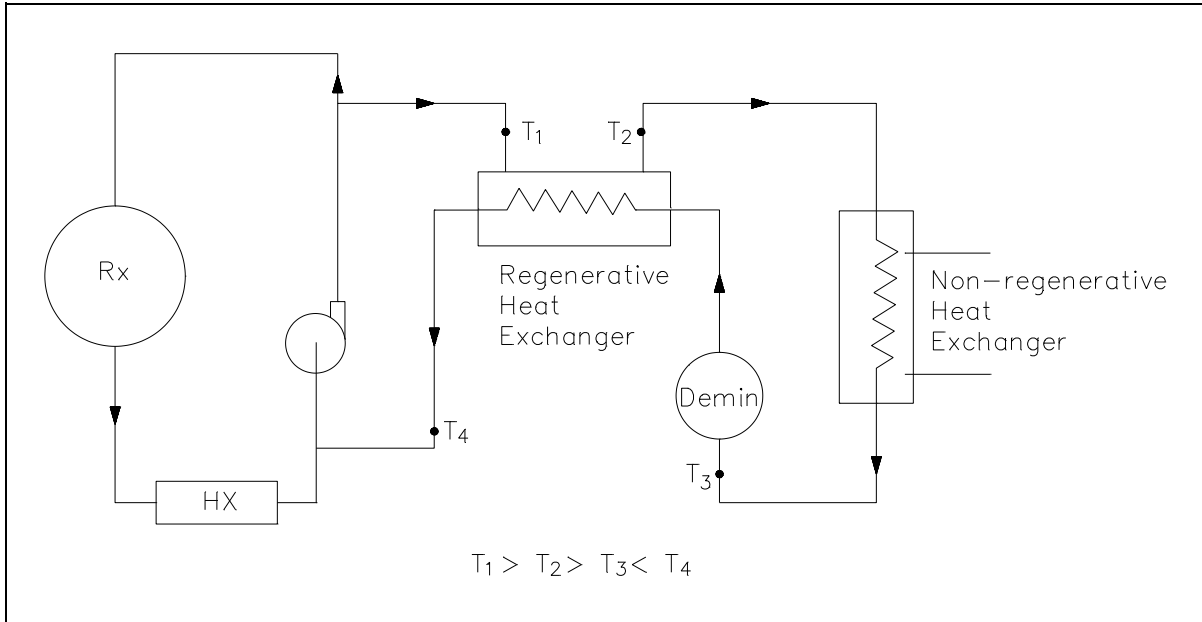 T₁
T₂
Rx
Regenerative
Heat
Exchanger
Non-regenerative
Heat
Exchanger
Demin
T₄
T₃
HX
T₁ > T₂ > T₃ < T₄